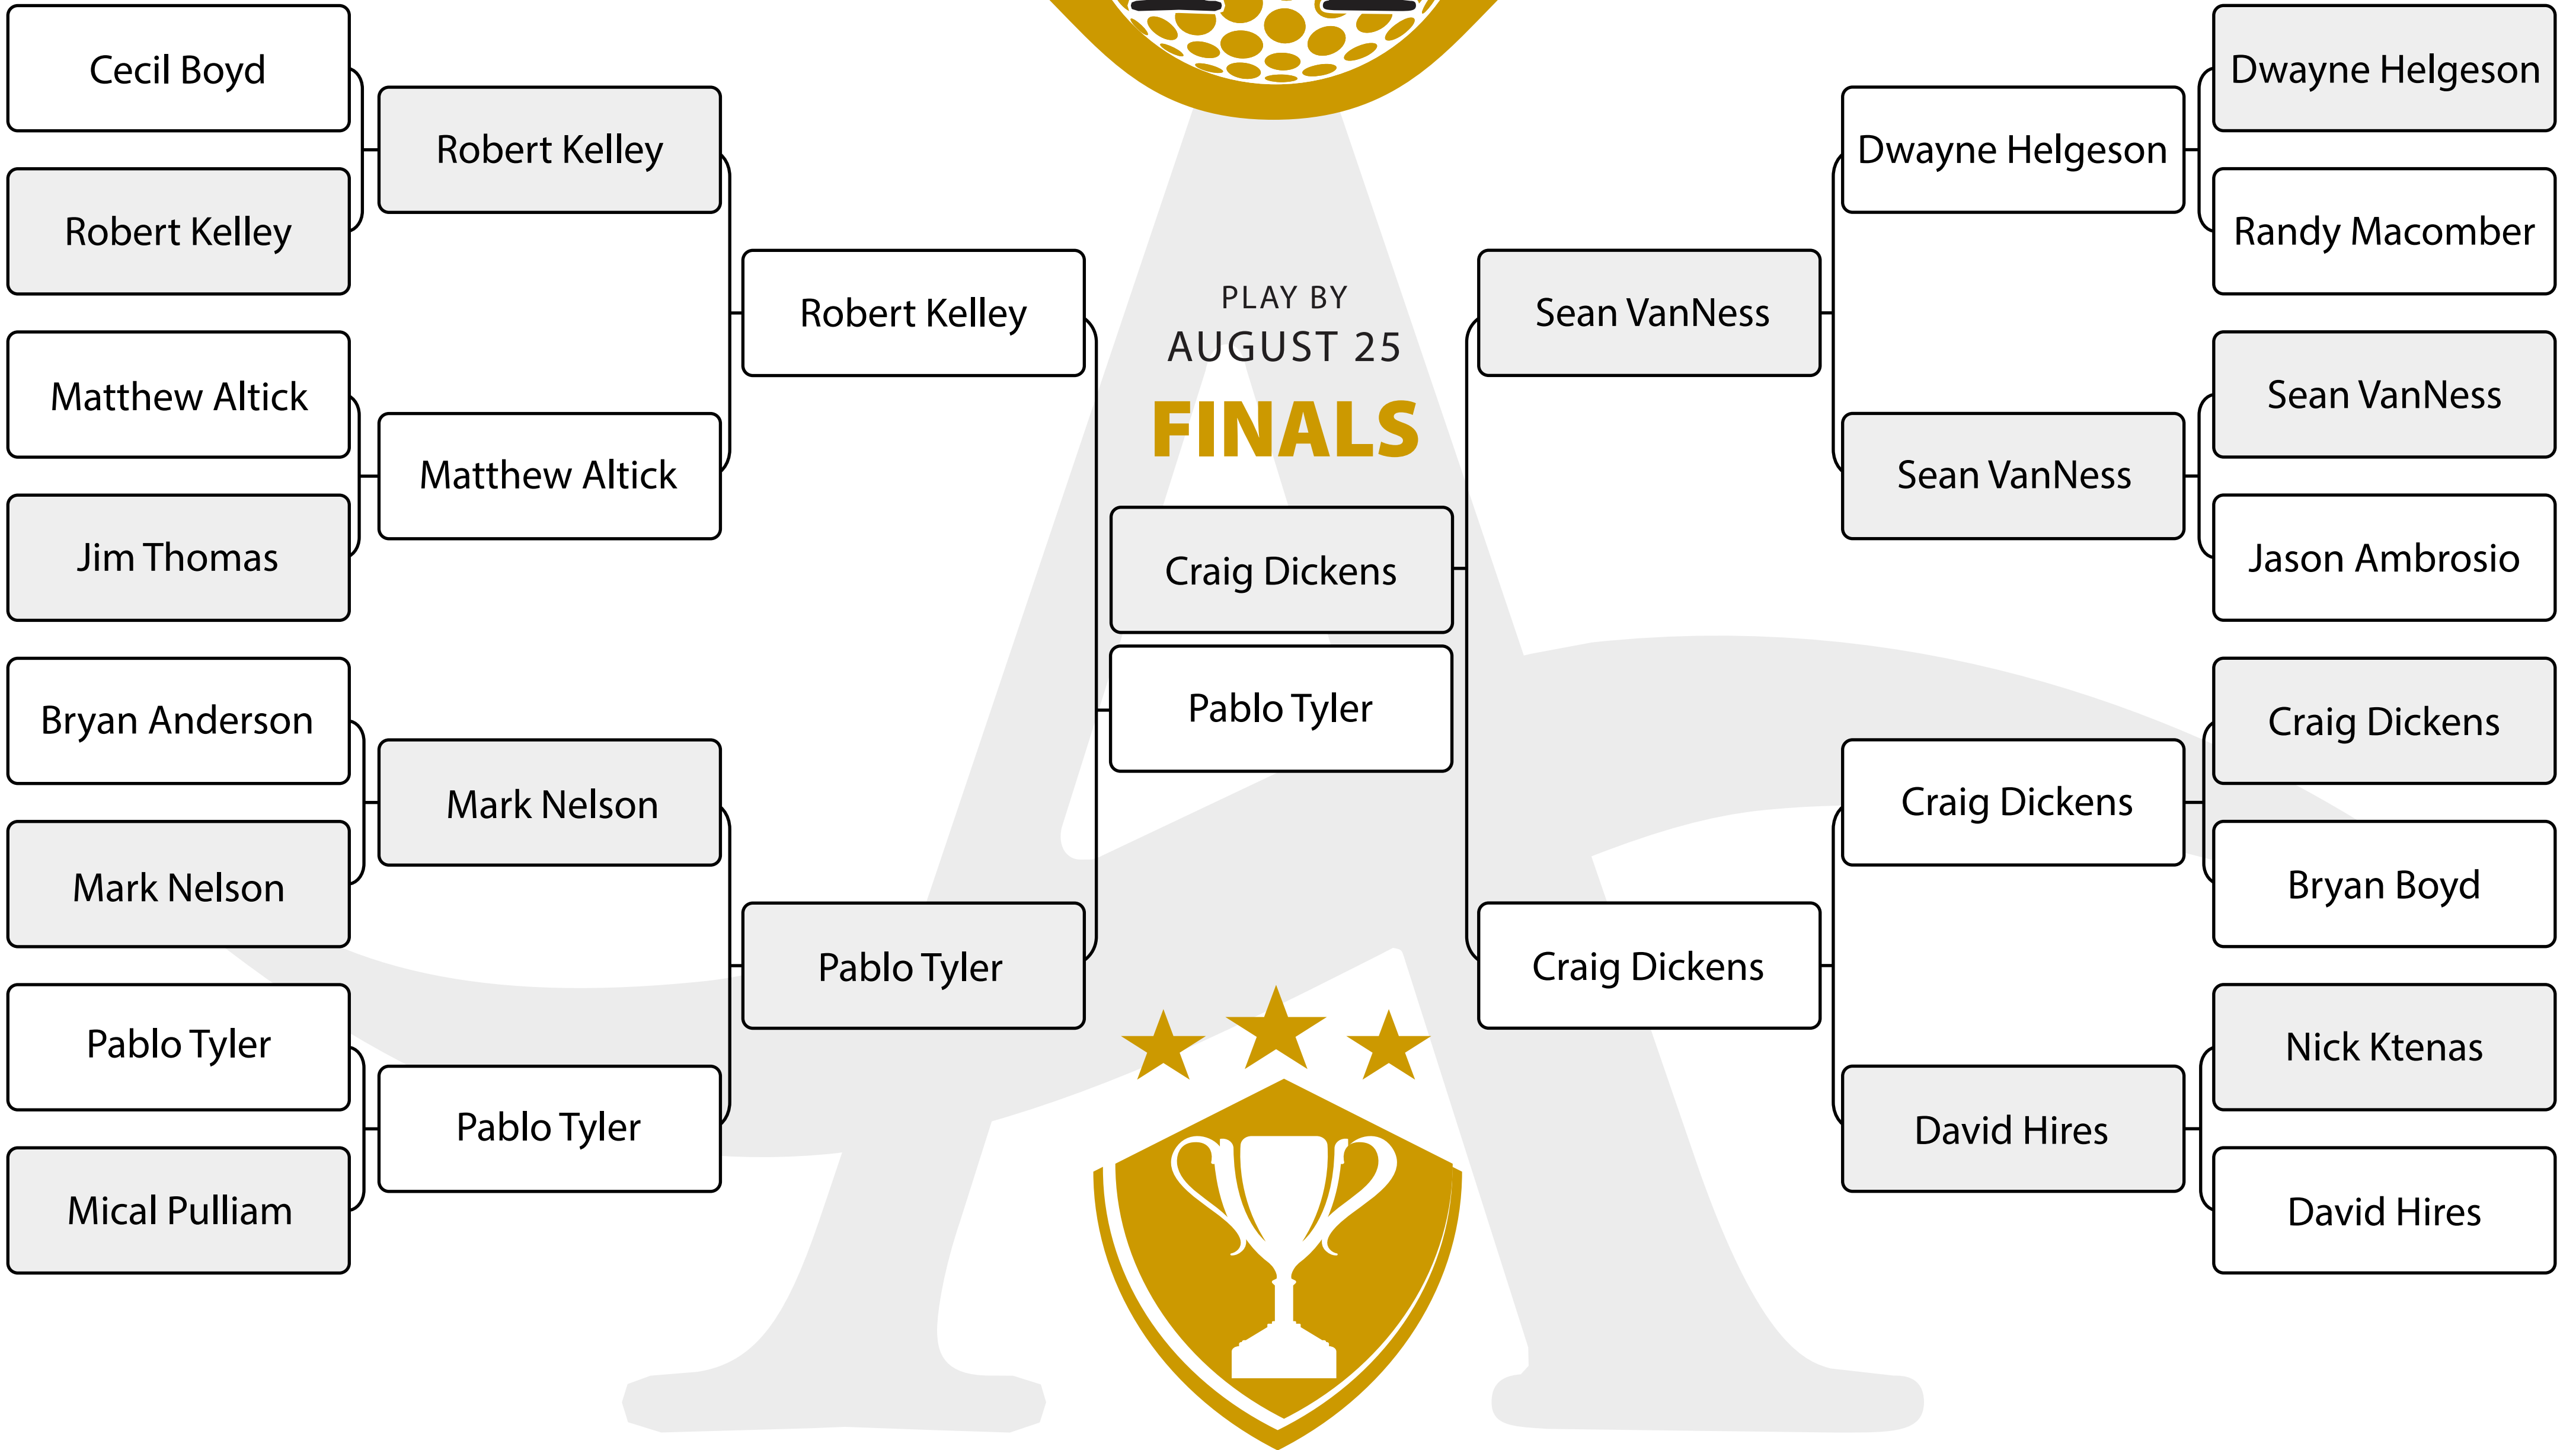 Cecil Boyd
Robert Kelley
Matthew Altick
Jim Thomas
Bryan Anderson
Mark Nelson
Pablo Tyler
Mical Pulliam
Robert Kelley
Matthew Altick
Mark Nelson
Pablo Tyler
Robert Kelley
Pablo Tyler
PLAY BY
AUGUST 25
FINALS
Craig Dickens
Pablo Tyler
Sean VanNess
Craig Dickens
Dwayne Helgeson
Sean VanNess
Craig Dickens
David Hires
Dwayne Helgeson
Randy Macomber
Sean VanNess
Jason Ambrosio
Craig Dickens
Bryan Boyd
Nick Ktenas
David Hires